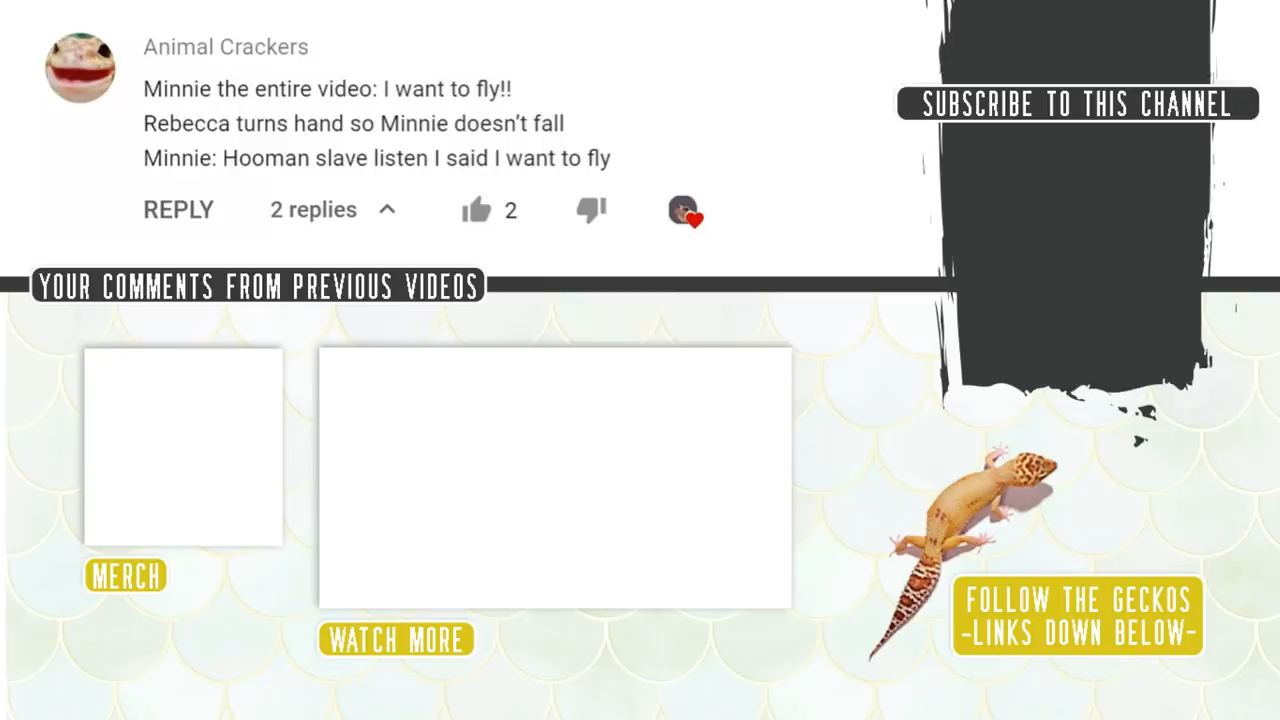 Animal Crackers
Minnie the entire video: I want to fly!!
Rebecca turns hand so Minnie doesn't fall
Minnie: Hooman slave listen I said I want to fly
REPLY 2 replies 2
SUBSCRIBE TO THIS CHANNEL
YOUR COMMENTS FROM PREVIOUS VIDEOS
MERCH
WATCH MORE
FOLLOW THE GECKOS
-LINKS DOWN BELOW-